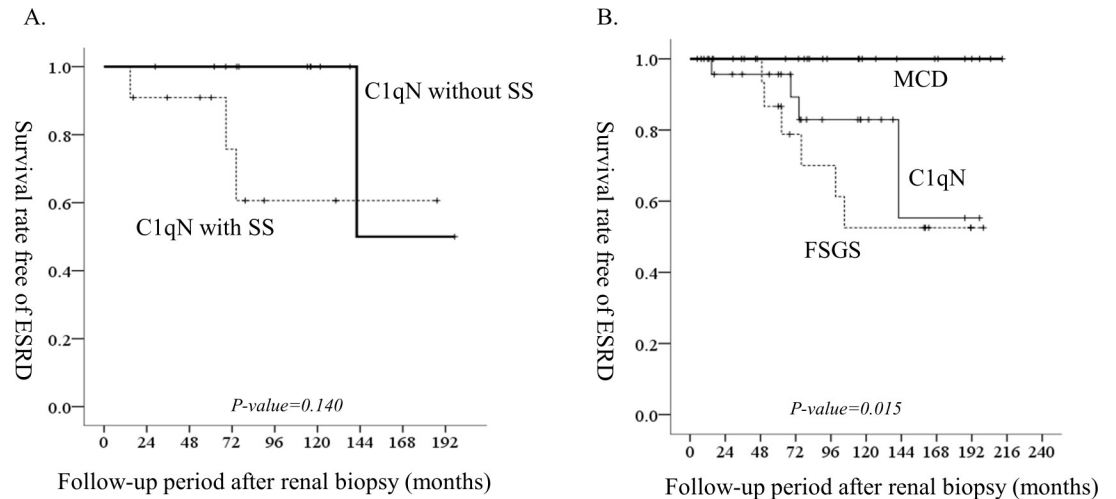 A.
1.0
0.8
0.6
0.4
0.2
0.0
Survival rate free of ESRD
C1qN without SS
C1qN with SS
P-value=0.140
0 24 48 72 96 120 144 168 192
Follow-up period after renal biopsy (months)
B.
1.0
0.8
0.6
0.4
0.2
0.0
Survival rate free of ESRD
MCD
C1qN
FSGS
P-value=0.015
0 24 48 72 96 120 144 168 192 216 240
Follow-up period after renal biopsy (months)